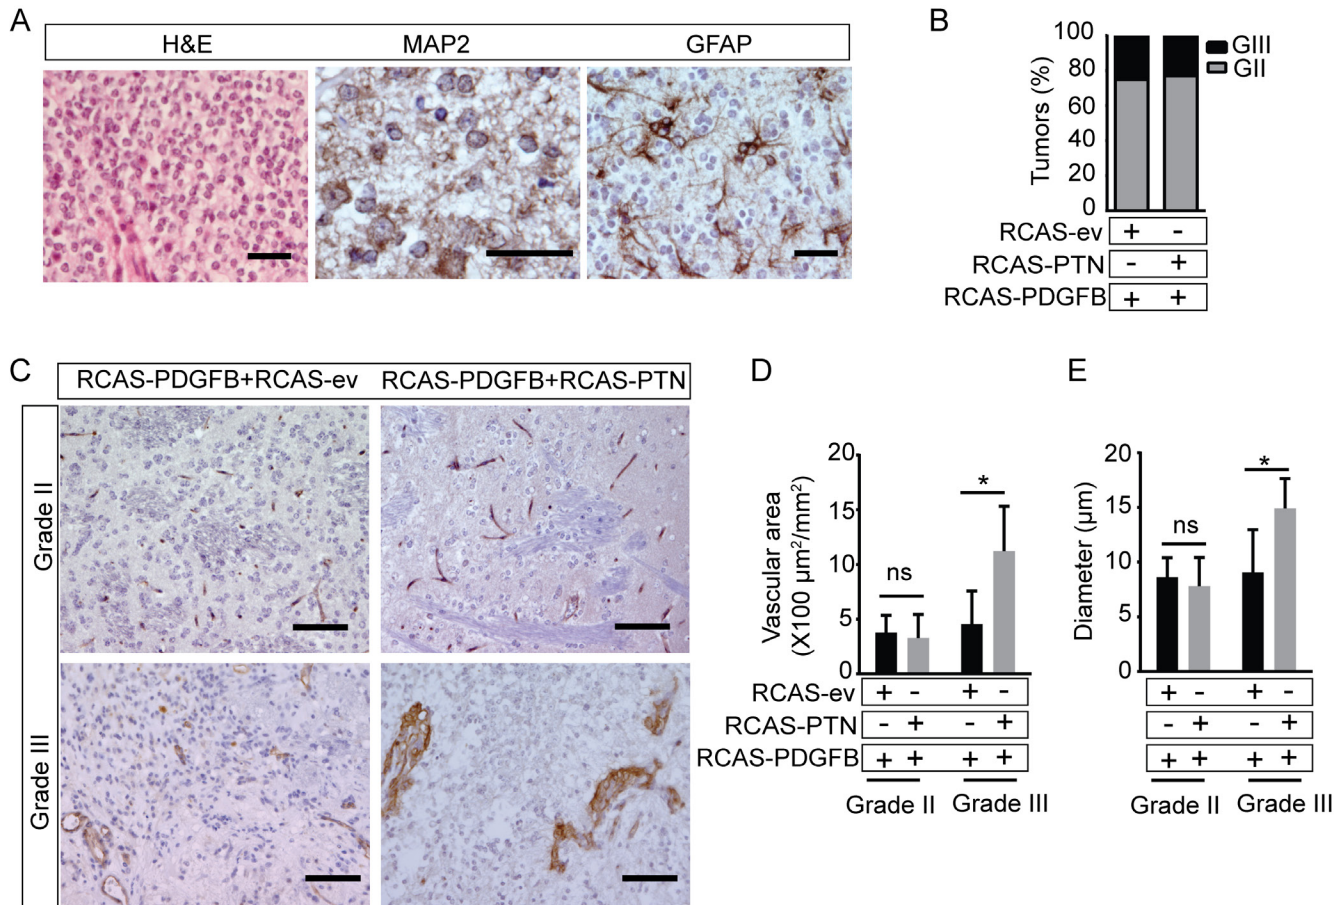 A
H&E MAP2 GFAP
B
100
80
60
40
20
0
Tumors (%)
GIII
GII
RCAS-ev + -
RCAS-PTN - +
RCAS-PDGFB + +
C
RCAS-PDGFB+RCAS-ev RCAS-PDGFB+RCAS-PTN
Grade II
Grade III
D
20
15
10
5
0
Vascular area
(X100 µm²/mm²)
ns
*
RCAS-ev + - + -
RCAS-PTN - + - +
RCAS-PDGFB + + + +
Grade II Grade III
E
20
15
10
5
0
Diameter (µm)
ns
*
+ - + -
- + - +
+ + + +
Grade II Grade III